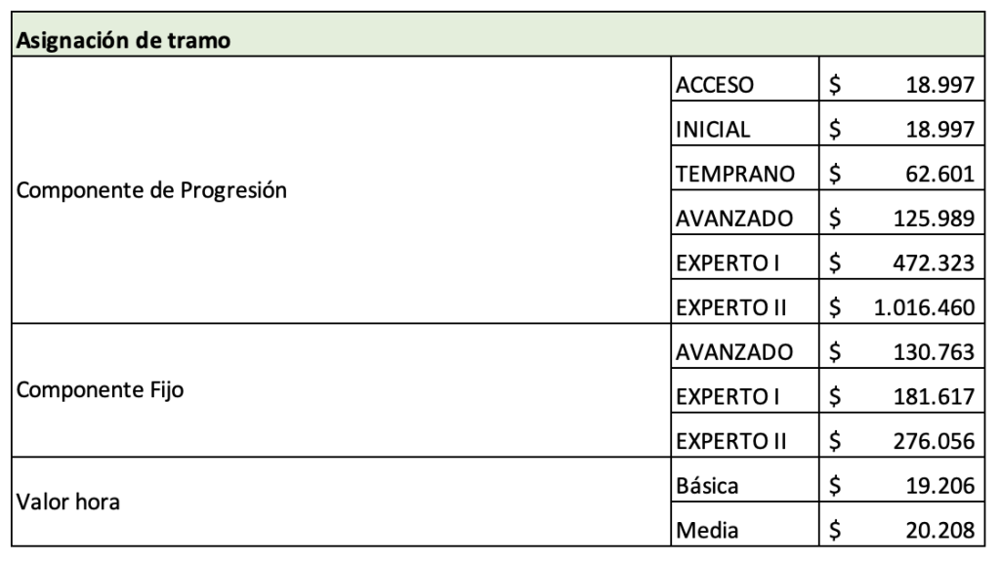 Asignación de tramo
Componente de Progresión
ACCESO $ 18.997
INICIAL $ 18.997
TEMPRANO $ 62.601
AVANZADO $ 125.989
EXPERTO I $ 472.323
EXPERTO II $ 1.016.460
Componente Fijo
AVANZADO $ 130.763
EXPERTO I $ 181.617
EXPERTO II $ 276.056
Valor hora
Básica $ 19.206
Media $ 20.208